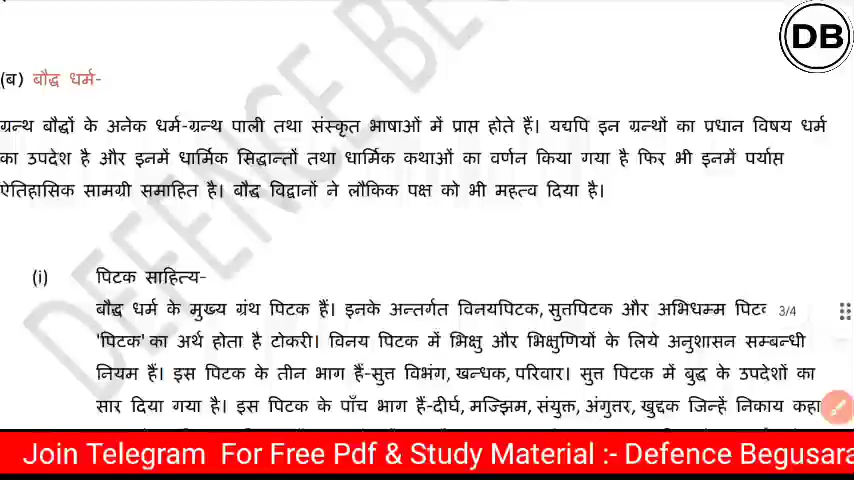 DB
(ब) बौद्ध धर्म-
ग्रन्थ बौद्धों के अनेक धर्म-ग्रन्थ पाली तथा संस्कृत भाषाओं में प्राप्त होते हैं। यद्यपि इन ग्रन्थों का प्रधान विषय धर्म
का उपदेश है और इनमें धार्मिक सिद्धान्तों तथा धार्मिक कथाओं का वर्णन किया गया है फिर भी इनमें पर्याप्त
ऐतिहासिक सामग्री समाहित है। बौद्ध विद्वानों ने लौकिक पक्ष को भी महत्व दिया है।
(i) पिटक साहित्य-
बौद्ध धर्म के मुख्य ग्रंथ पिटक हैं। इनके अन्तर्गत विनयपिटक, सुत्तपिटक और अभिधम्म 3/4
'पिटक' का अर्थ होता है टोकरी। विनय पिटक में भिक्षु और भिक्षुणियों के लिये अनुशासन सम्बन्धी
नियम हैं। इस पिटक के तीन भाग हैं-सुत्त विभंग, खन्धक, परिवार। सुत्त पिटक में बुद्ध के उपदेशों का
सार दिया गया है। इस पिटक के पाँच भाग हैं-दीर्घ, मज्झिम, संयुक्त, अंगुत्तर, खुद्दक जिन्हें निकाय कहा
Join Telegram For Free Pdf & Study Material :- Defence Begusara
DEFENCE BE